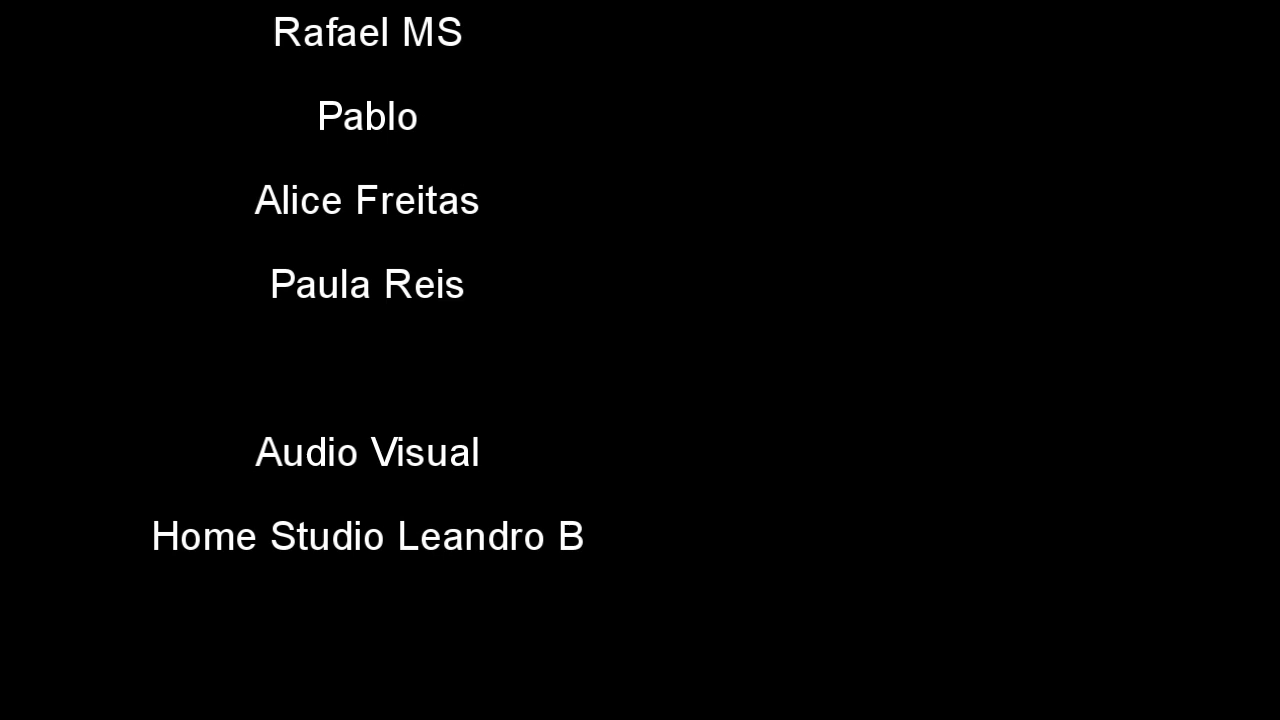 Rafael MS
Pablo
Alice Freitas
Paula Reis
Audio Visual
Home Studio Leandro B